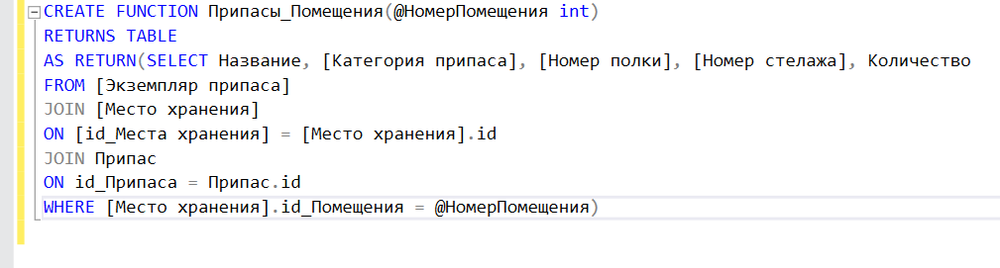 CREATE FUNCTION Припасы_Помещения(@НомерПомещения int)
RETURNS TABLE
AS RETURN(SELECT Название, [Категория припаса], [Номер полки], [Номер стелажа], Количество
FROM [Экземпляр припаса]
JOIN [Место хранения]
ON [id_Места хранения] = [Место хранения].id
JOIN Припас
ON id_Припаса = Припас.id
WHERE [Место хранения].id_Помещения = @НомерПомещения)